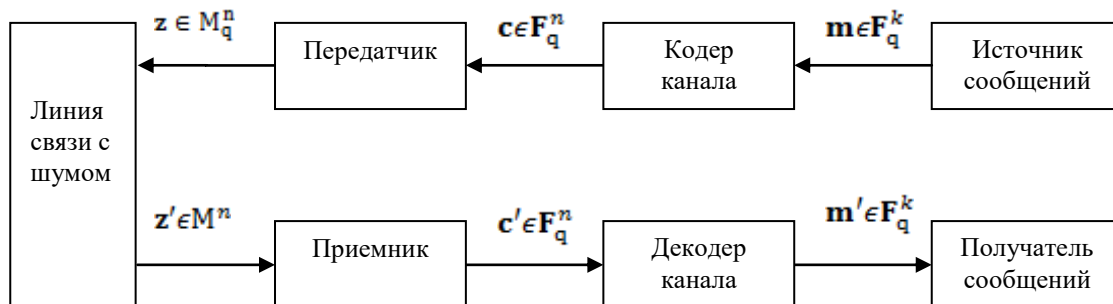 z ∈ M_q^n
c∈F_q^n
m∈F_q^k
Передатчик
Кодер
канала
Источник
сообщений
Линия
связи с
шумом
z'∈M^n
c'∈F_q^n
m'∈F_q^k
Приемник
Декодер
канала
Получатель
сообщений